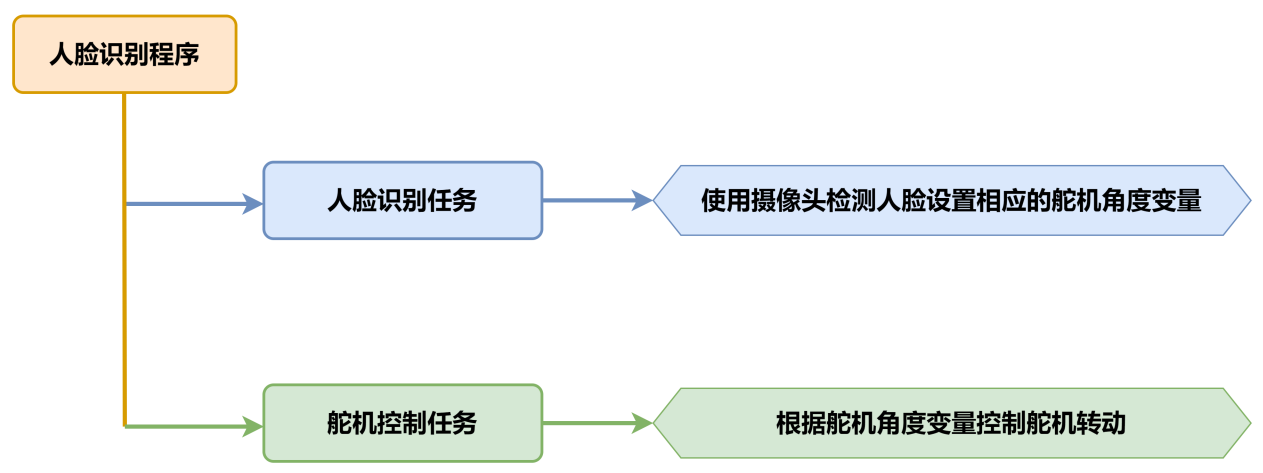 人脸识别程序
人脸识别任务
使用摄像头检测人脸设置相应的舵机角度变量
舵机控制任务
根据舵机角度变量控制舵机转动